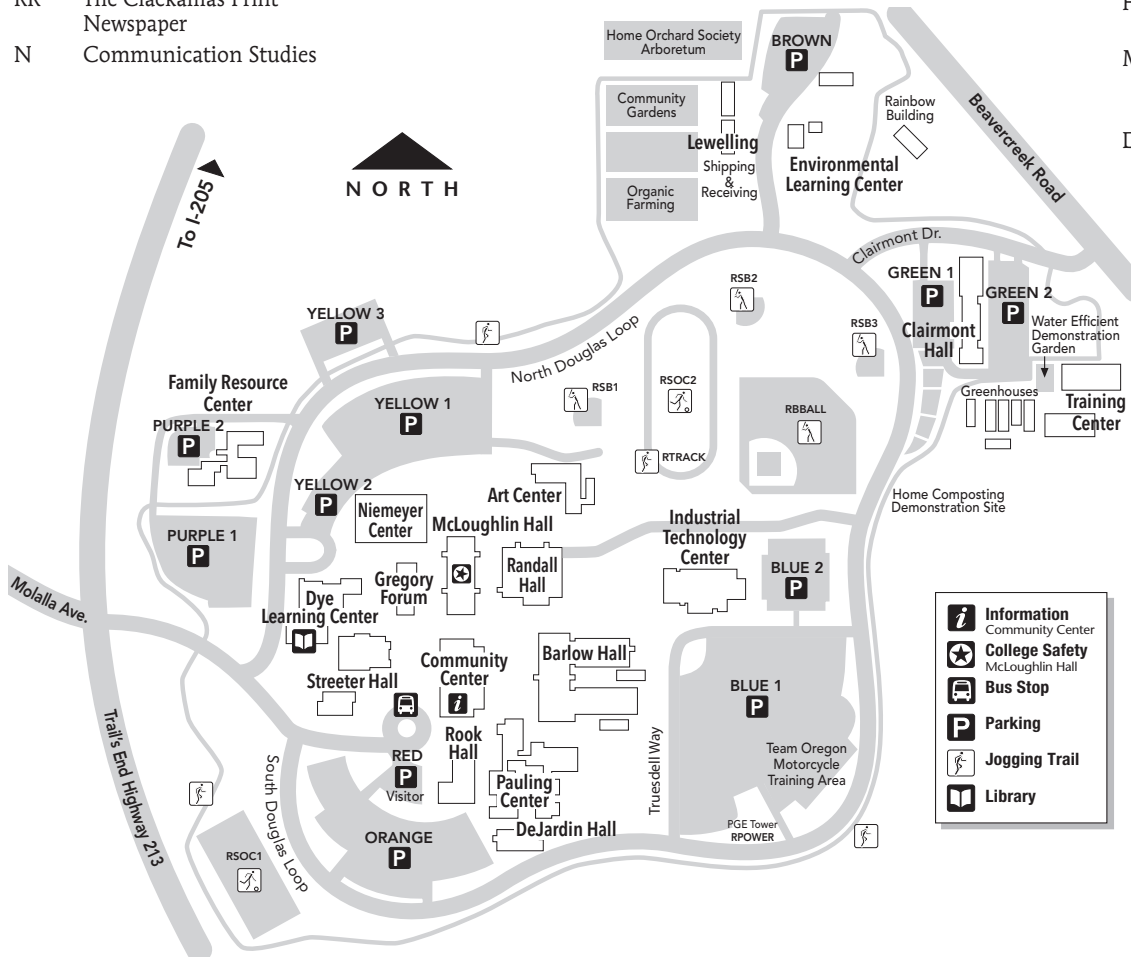 RR The Clackamas Print
Newspaper
N Communication Studies
NORTH
To I-205
Home Orchard Society
Arboretum
BROWN
P
Community
Gardens
Lewelling
Shipping
&
Receiving
Organic
Farming
Rainbow
Building
Environmental
Learning Center
Beavercreek Road
Clairmont Dr.
GREEN 1
P
GREEN 2
P
Clairmont
Hall
Water Efficient
Demonstration
Garden
Greenhouses
Training
Center
YELLOW 3
P
North Douglas Loop
RSB2
RSB3
RSB1
RSOC2
RBBALL
RTRACK
Family Resource
Center
PURPLE 2
P
YELLOW 1
P
YELLOW 2
P
Niemeyer
Center
Art Center
McLoughlin Hall
Home Composting
Demonstration Site
PURPLE 1
P
Industrial
Technology
Center
BLUE 2
P
Gregory
Forum
Randall
Hall
Molalla Ave.
Dye
Learning Center
Streeter Hall
Community
Center
i
Barlow Hall
BLUE 1
P
Rook
Hall
RED
P
Visitor
Pauling
Center
DeJardin Hall
ORANGE
P
Truesdell Way
Team Oregon
Motorcycle
Training Area
PGE Tower
RPOWER
Trail's End Highway 213
South Douglas Loop
RSOC1
i Information
Community Center
College Safety
McLoughlin Hall
Bus Stop
P Parking
Jogging Trail
Library
M
D